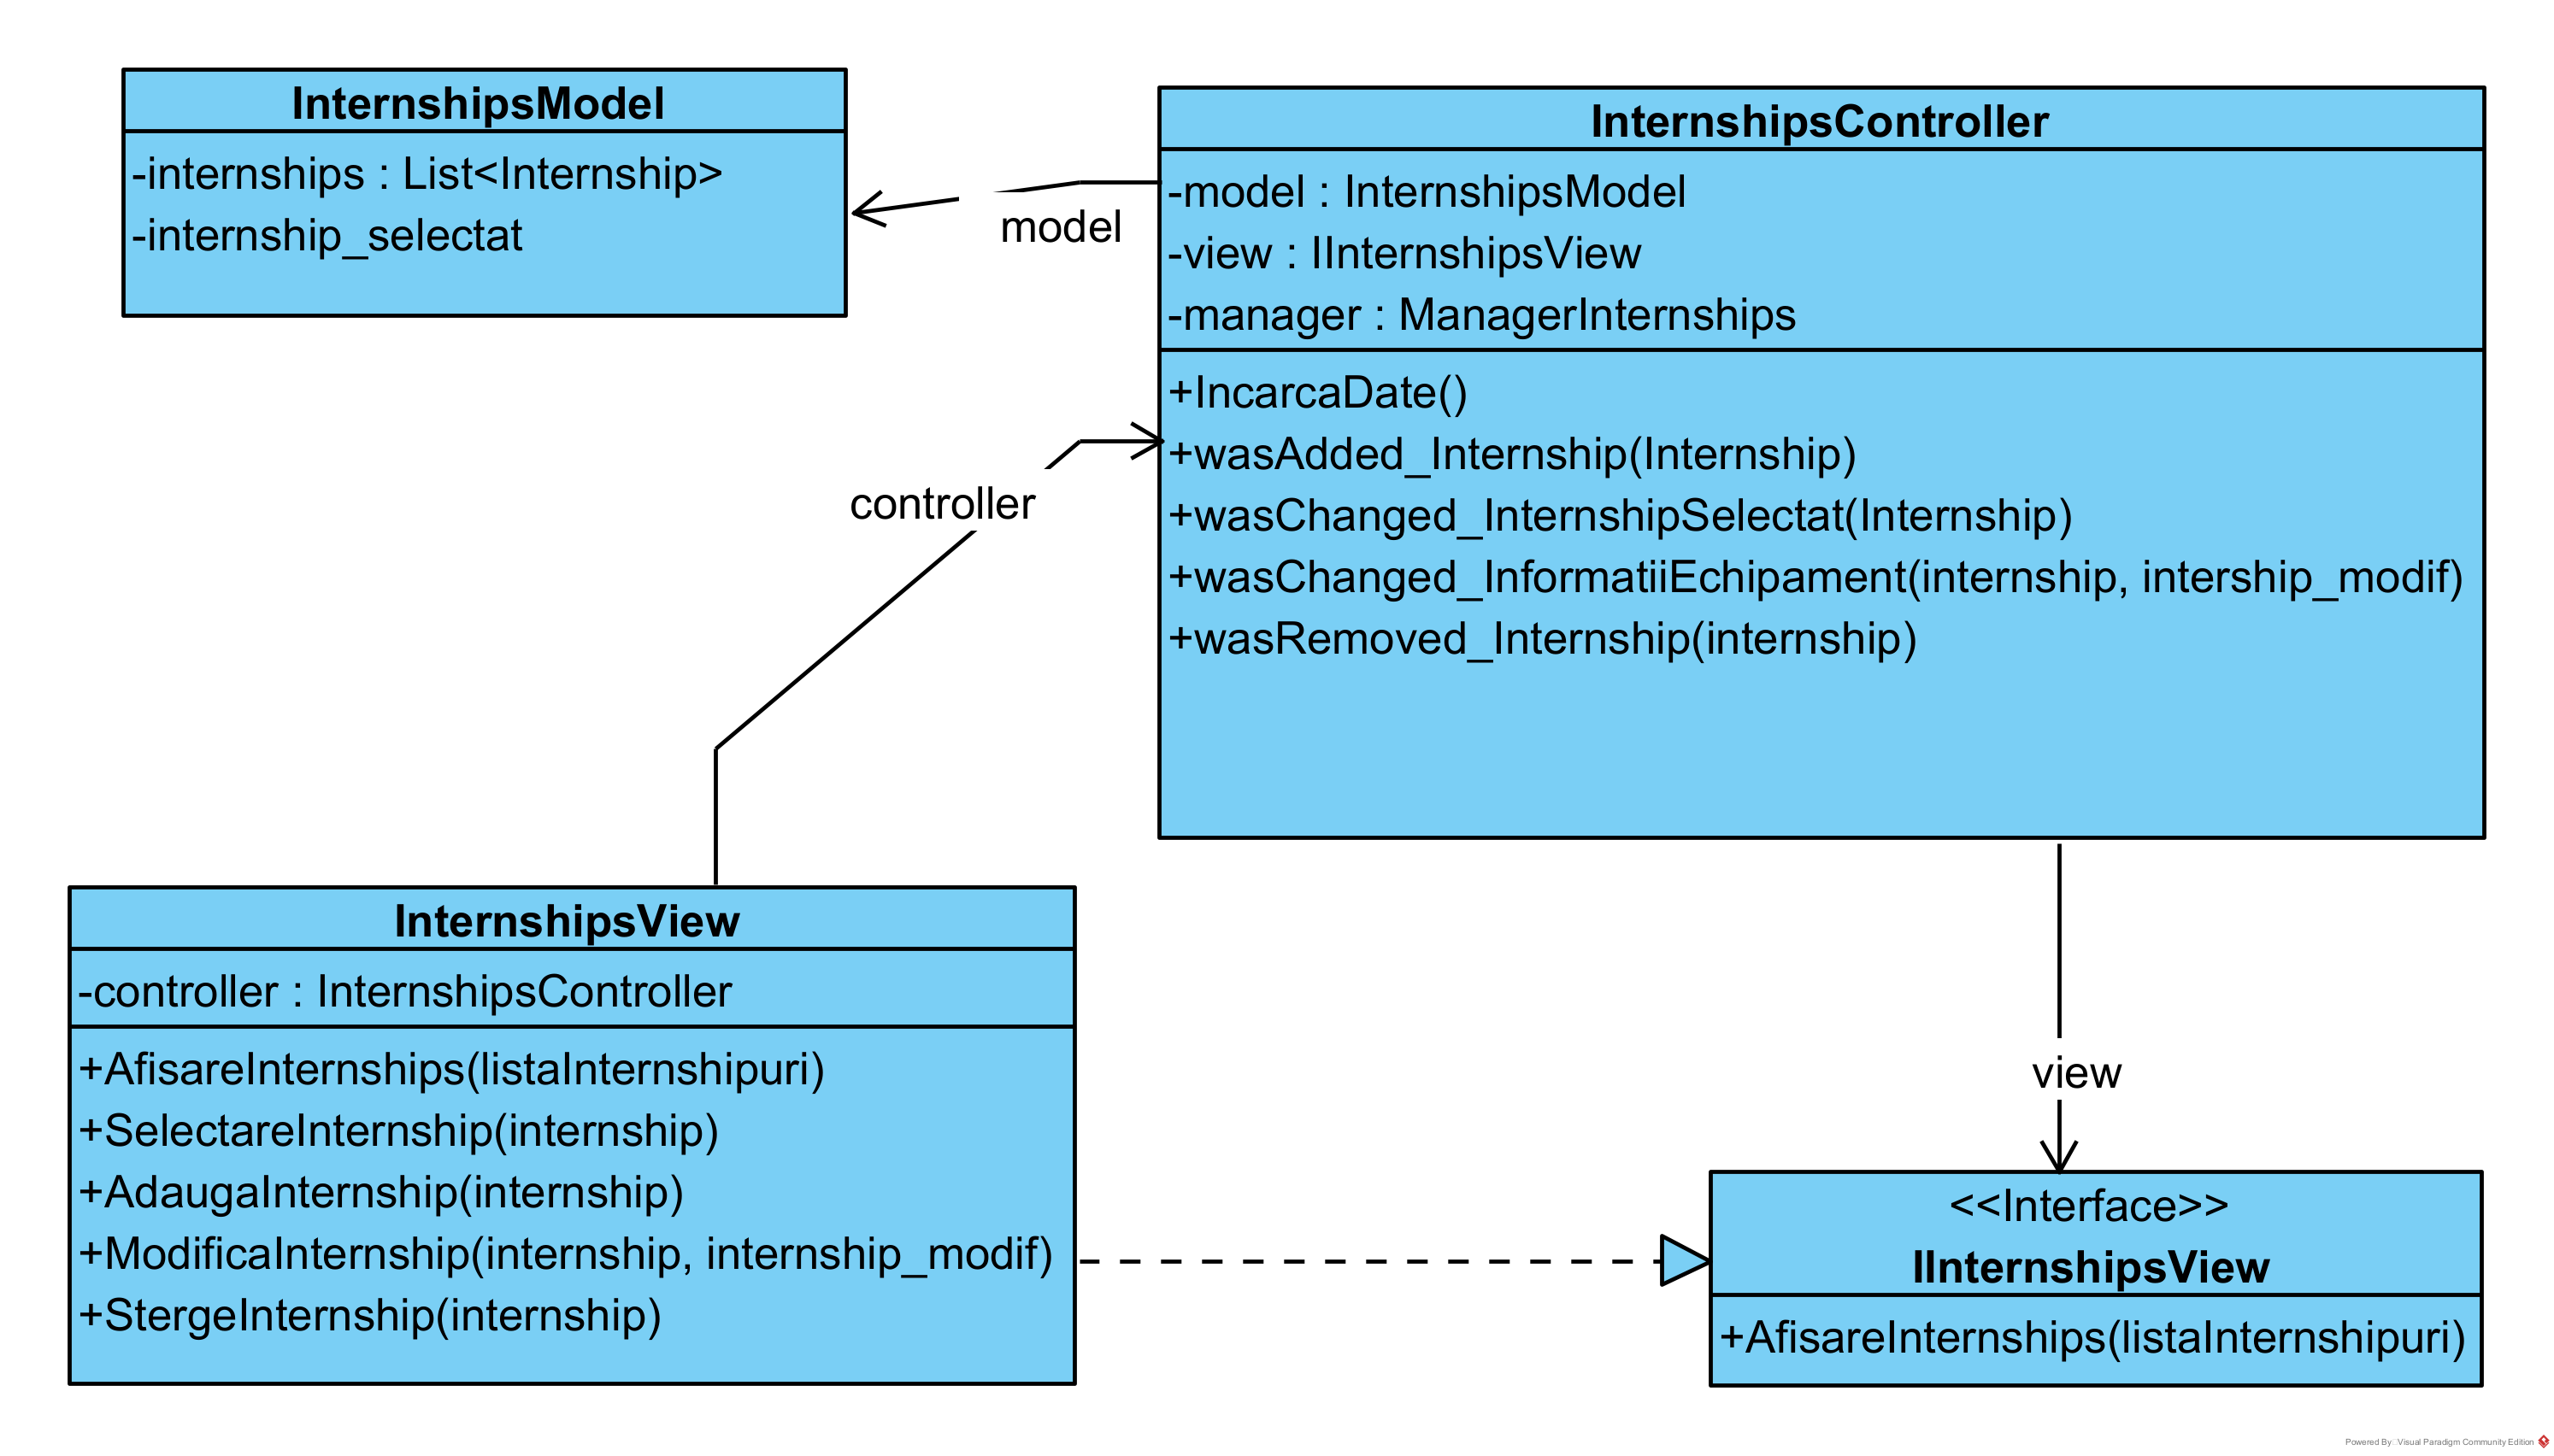 InternshipsModel
-internships : List<Internship>
-internship_selectat
model
InternshipsController
-model : InternshipsModel
-view : IInternshipsView
-manager : ManagerInternships
+IncarcaDate()
+wasAdded_Internship(Internship)
+wasChanged_InternshipSelectat(Internship)
+wasChanged_InformatiiEchipament(internship, intership_modif)
+wasRemoved_Internship(internship)
controller
InternshipsView
-controller : InternshipsController
+AfisareInternships(listaInternshipuri)
+SelectareInternship(internship)
+AdaugaInternship(internship)
+ModificaInternship(internship, internship_modif)
+StergeInternship(internship)
view
<<Interface>>
IInternshipsView
+AfisareInternships(listaInternshipuri)
Powered By Visual Paradigm Community Edition